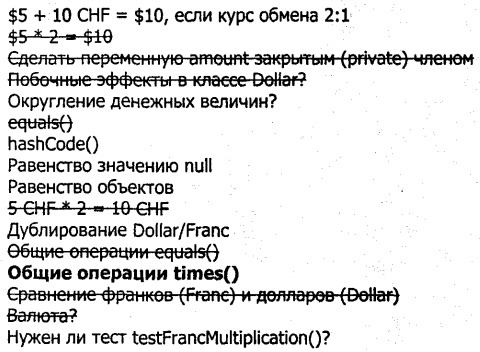 $5 + 10 CHF = $10, если курс обмена 2:1
$5 * 2 = $10
Сделать переменную amount закрытым (private) членом
Побочные эффекты в классе Dollar?
Округление денежных величин?
equals()
hashCode()
Равенство значению null
Равенство объектов
5 CHF * 2 = 10 CHF
Дублирование Dollar/Franc
Общие операции equals()
Общие операции times()
Сравнение франков (Franc) и долларов (Dollar)
Валюта?
Нужен ли тест testFrancMultiplication()?